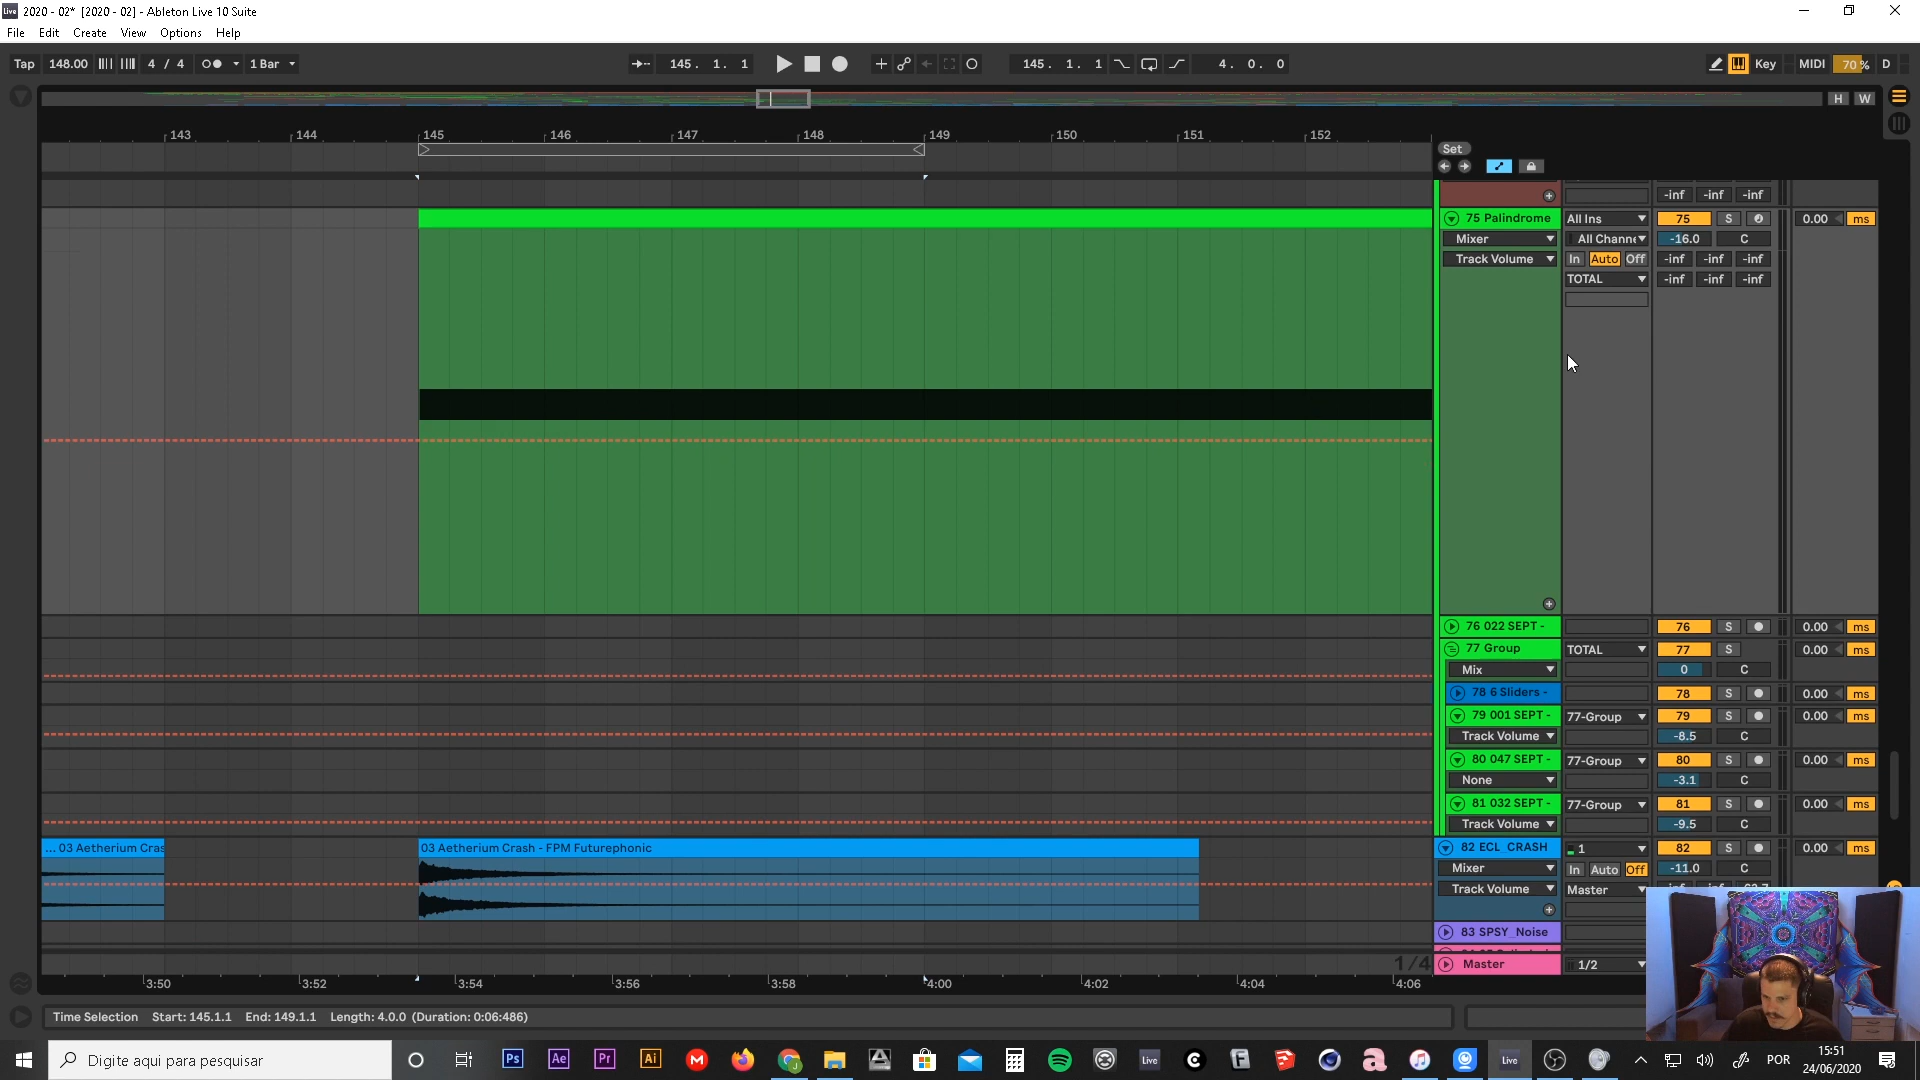 2020 - 02* [2020 - 02] - Ableton Live 10 Suite
File Edit Create View Options Help
Tap 148.00 4 / 4 1 Bar 145. 1. 1 145. 1. 1 4. 0. 0 Key MIDI 70 % D
H W
143 144 145 146 147 148 149 150 151 152
Set
-inf -inf -inf
75 Palindrome All Ins 75 S 0.00 ms
Mixer All Channe -16.0 C
Track Volume In Auto Off -inf -inf -inf
TOTAL -inf -inf -inf
76 022 SEPT - 76 S 0.00 ms
77 Group TOTAL 77 S 0.00 ms
Mix 0 C
78 6 Sliders - 78 S 0.00 ms
79 001 SEPT - 77-Group 79 S 0.00 ms
Track Volume -8.5 C
80 047 SEPT - 77-Group 80 S 0.00 ms
None -3.1 C
81 032 SEPT - 77-Group 81 S 0.00 ms
Track Volume -9.5 C
... 03 Aetherium Cras 03 Aetherium Crash - FPM Futurephonic 82 ECL_CRASH 1 82 S 0.00 ms
Mixer In Auto Off -11.0 C
Track Volume Master
83 SPSY_Noise
1/4 Master 1/2
3:50 3:52 3:54 3:56 3:58 4:00 4:02 4:04 4:06
Time Selection Start: 145.1.1 End: 149.1.1 Length: 4.0.0 (Duration: 0:06:486)
Digite aqui para pesquisar Ps Ae Pr Ai Live Live POR 15:51
24/06/2020